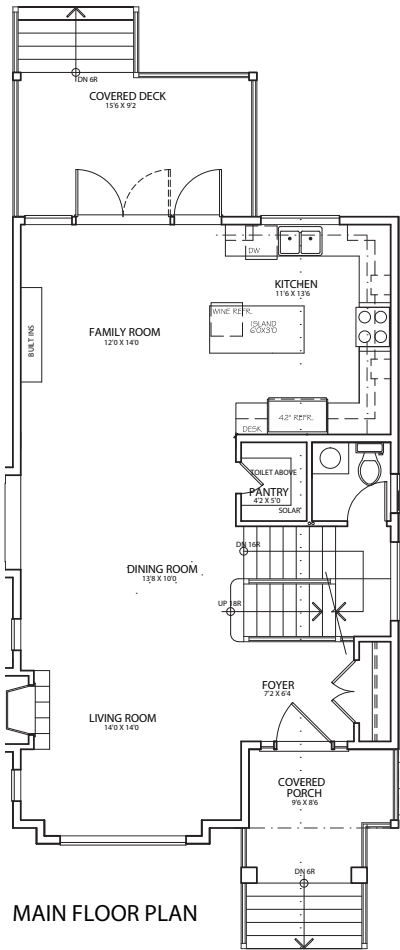 DN 6R
COVERED DECK
15'6 X 9'2
DW
KITCHEN
11'6 X 13'6
WINE REFR.
ISLAND
6'0X3'0
FAMILY ROOM
12'0 X 14'0
BUILT INS
42" REFR.
DESK
TOILET ABOVE
PANTRY
4'2 X 5'0
SOLAR
DN 16R
DINING ROOM
13'8 X 10'0
UP 18R
FOYER
7'2 X 6'4
LIVING ROOM
14'0 X 14'0
COVERED
PORCH
9'6 X 8'6
DN 6R
MAIN FLOOR PLAN